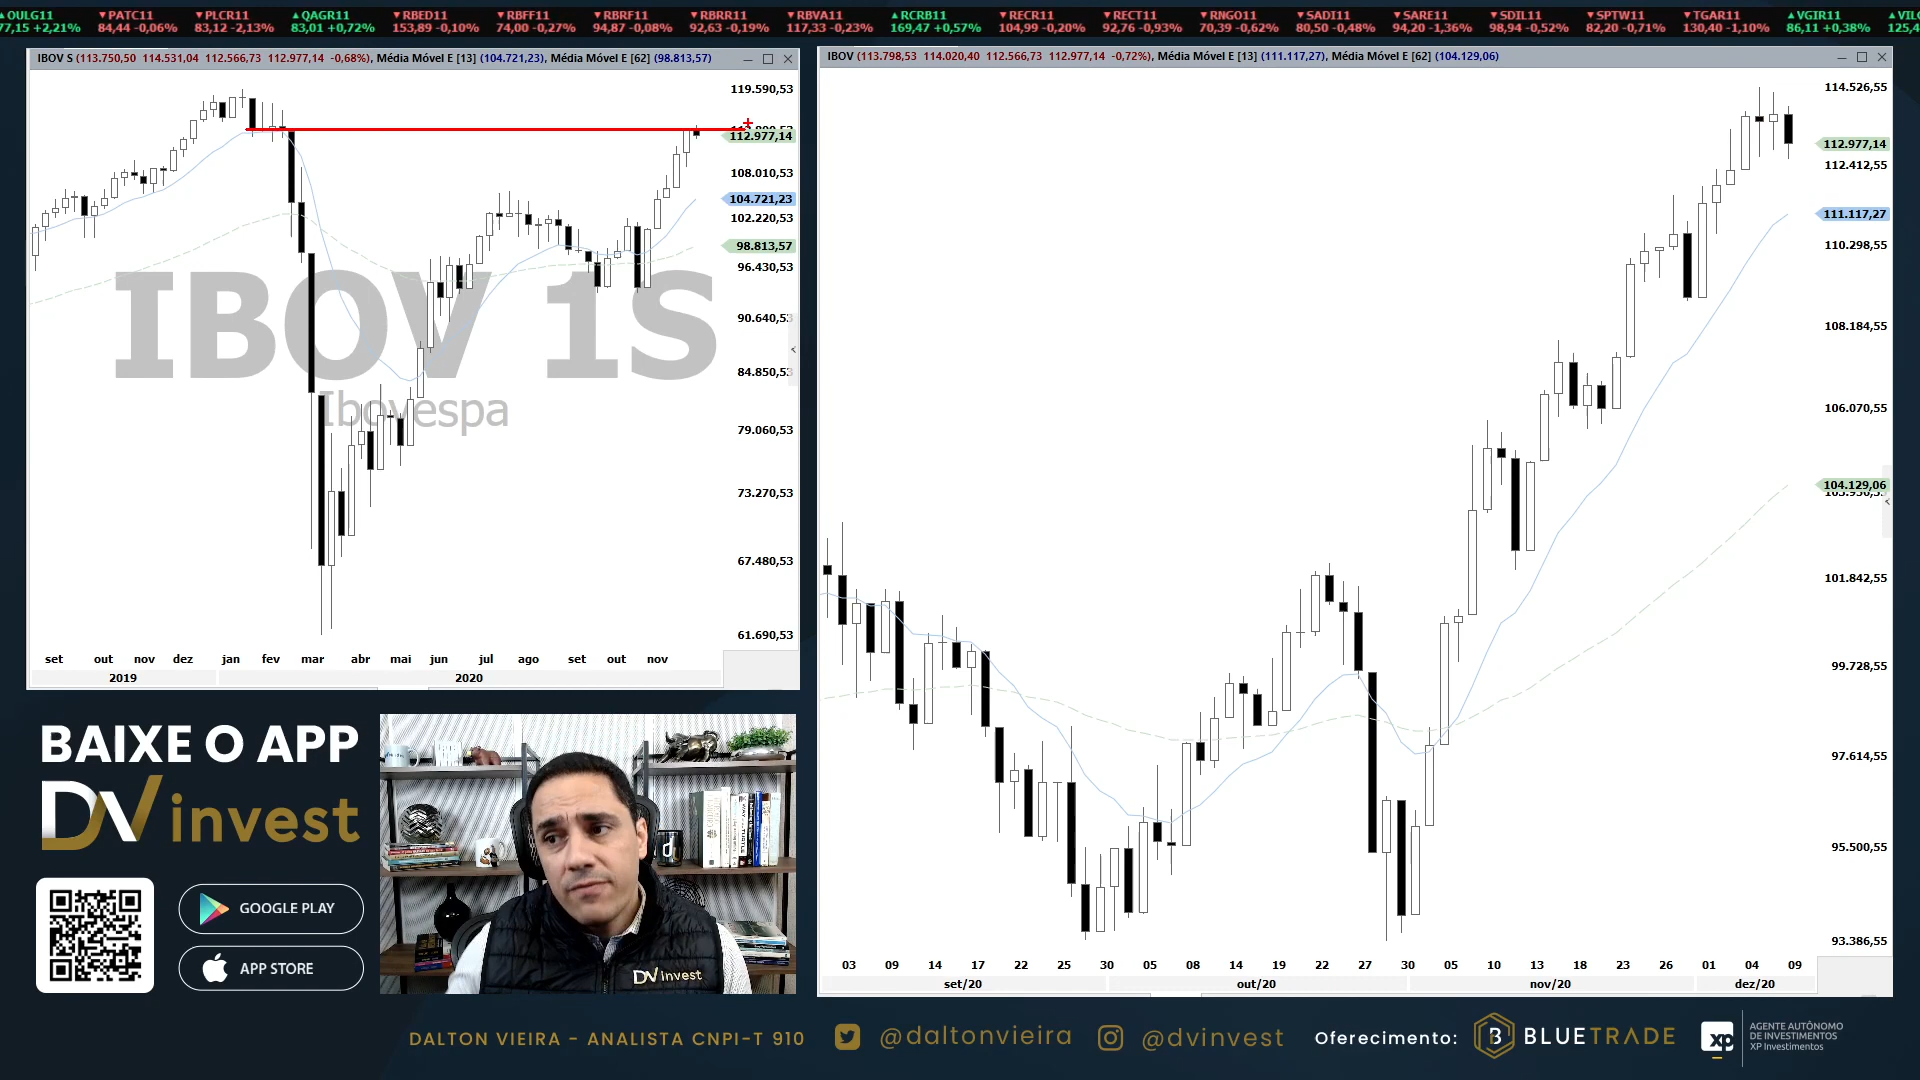 ▲OULG11 ▼PATC11 ▼PLCR11 ▲QAGR11 ▼RBED11 ▼RBFF11 ▼RBRF11 ▼RBRR11 ▼RBVA11 ▲RCRB11 ▼RECR11 ▼RECT11 ▼RNGO11 ▼SADI11 ▼SARE11 ▼SDIL11 ▼SPTW11 ▼TGAR11 ▲VGIR11
77,15 +2,21% 84,44 -0,06% 83,12 -2,13% 83,01 +0,72% 153,89 -0,10% 74,00 -0,27% 94,87 -0,08% 92,63 -0,19% 117,33 -0,23% 169,47 +0,57% 104,99 -0,20% 92,76 -0,93% 70,39 -0,62% 80,50 -0,48% 94,20 -1,36% 98,94 -0,52% 82,20 -0,71% 130,40 -1,10% 86,11 +0,38%
IBOV S (113.750,50 114.531,04 112.566,73 112.977,14 -0,68%), Média Móvel E [13] (104.721,23), Média Móvel E [62] (98.813,57)
119.590,53
112.977,14
108.010,53
104.721,23
102.220,53
98.813,57
96.430,53
90.640,53
84.850,53
79.060,53
73.270,53
67.480,53
61.690,53
IBOV 1S
Ibovespa
set out nov dez jan fev mar abr mai jun jul ago set out nov
2019 2020
IBOV (113.798,53 114.020,40 112.566,73 112.977,14 -0,72%), Média Móvel E [13] (111.117,27), Média Móvel E [62] (104.129,06)
114.526,55
112.977,14
112.412,55
111.117,27
110.298,55
108.184,55
106.070,55
104.129,06
101.842,55
99.728,55
97.614,55
95.500,55
93.386,55
03 09 14 17 22 25 30 05 08 14 19 22 27 30 05 10 13 18 23 26 01 04 09
set/20 out/20 nov/20 dez/20
BAIXE O APP
DV invest
GOOGLE PLAY
APP STORE
DV invest
DALTON VIEIRA - ANALISTA CNPI-T 910
@daltonvieira
@dvinvest
Oferecimento:
BLUETRADE
xp
AGENTE AUTÔNOMO
DE INVESTIMENTOS
XP Investimentos